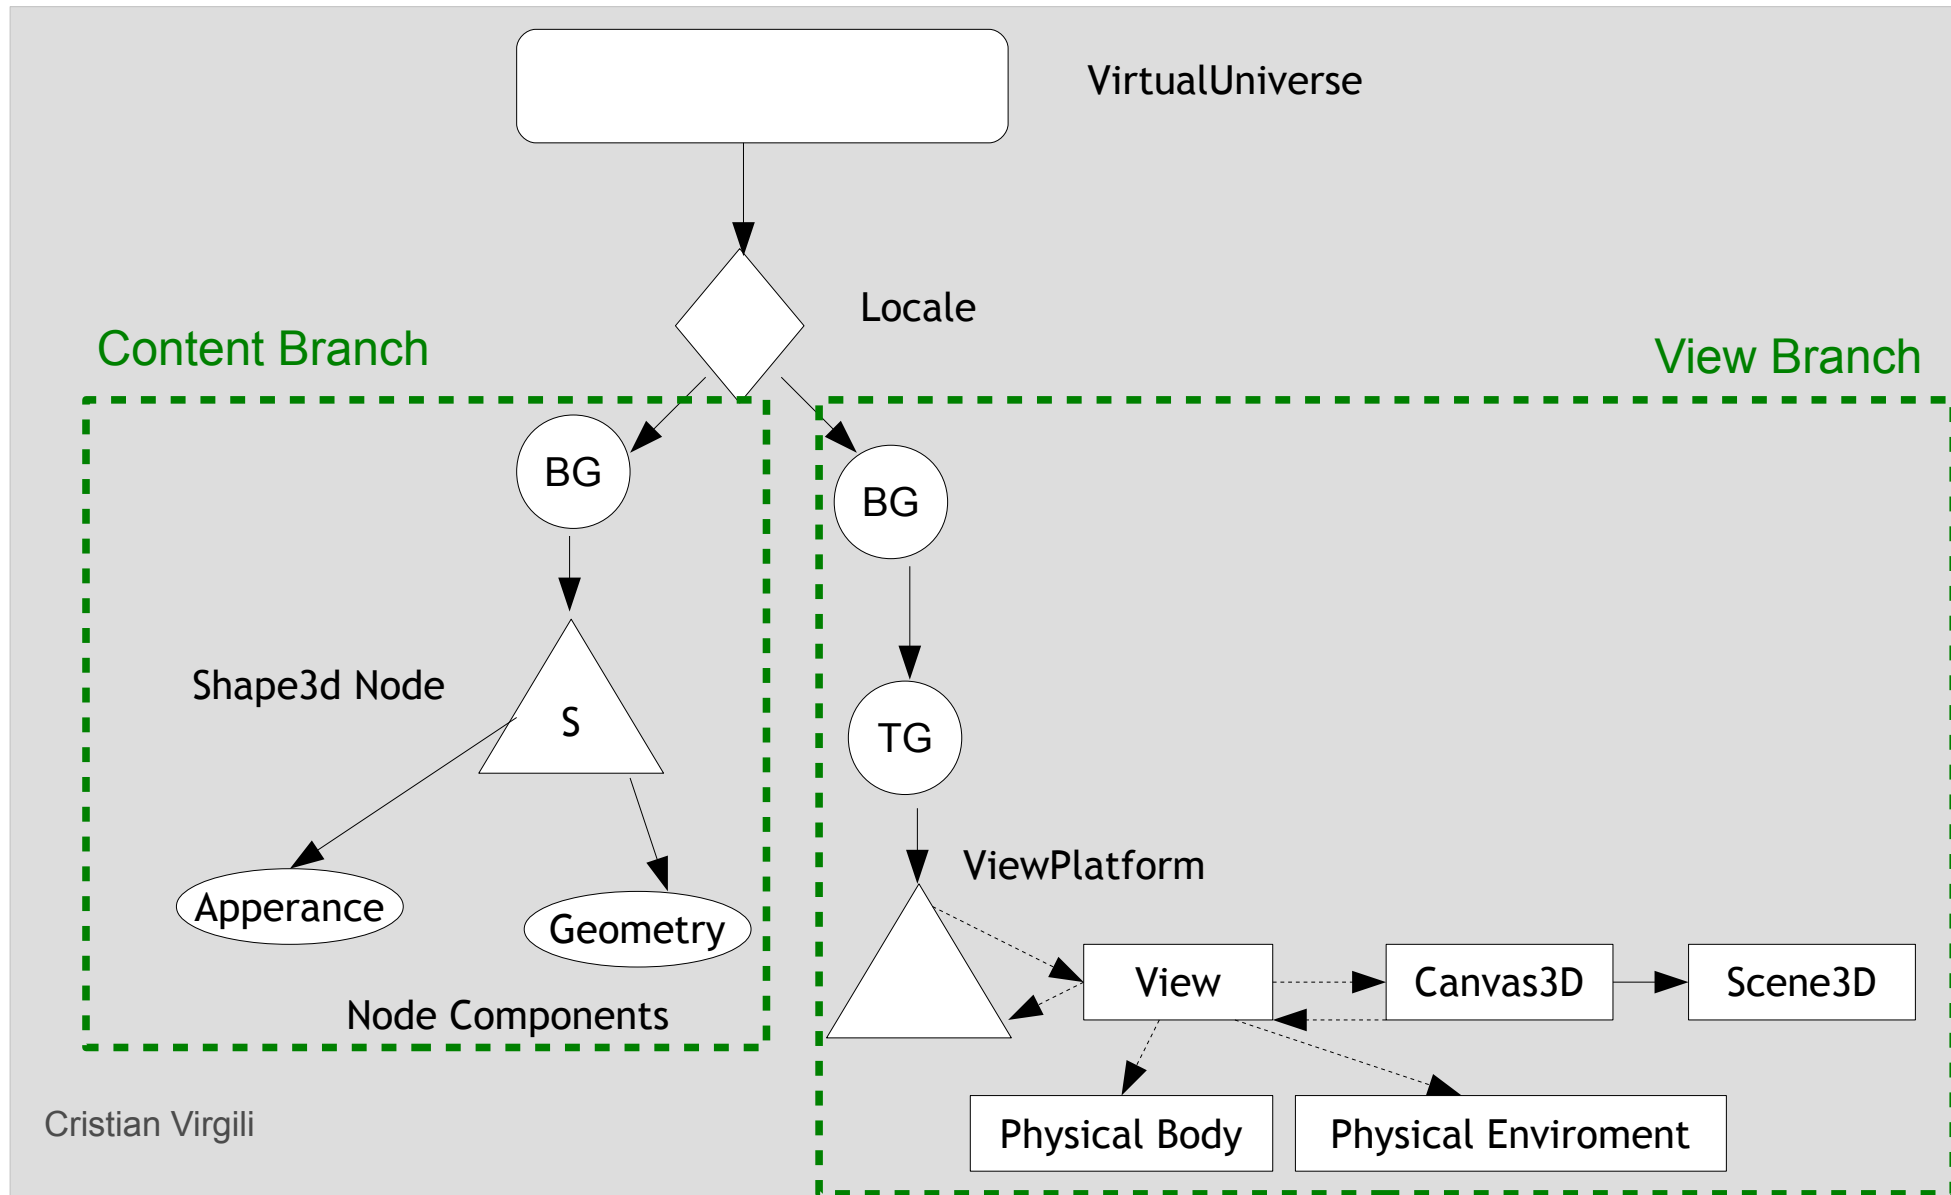 VirtualUniverse
Locale
Content Branch
View Branch
BG
BG
Shape3d Node
S
TG
ViewPlatform
Apperance
Geometry
View
Canvas3D
Scene3D
Node Components
Cristian Virgili
Physical Body
Physical Enviroment